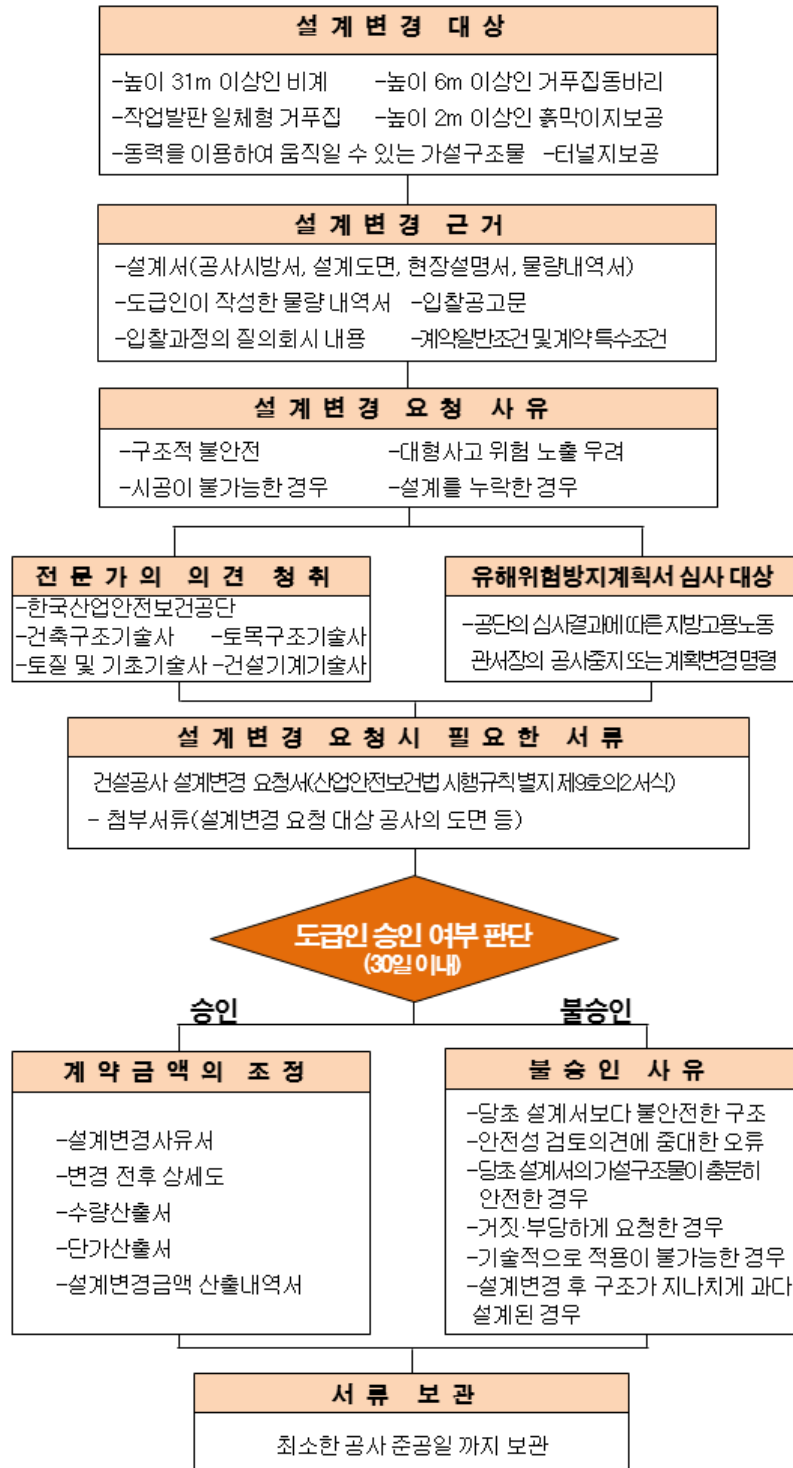 설 계 변 경 대 상
-높이 31m 이상인 비계 -높이 6m 이상인 거푸집동바리
-작업발판 일체형 거푸집 -높이 2m 이상인 흙막이지보공
-동력을 이용하여 움직일 수 있는 가설구조물 -터널지보공
설 계 변 경 근 거
-설계서(공사시방서, 설계도면, 현장설명서, 물량내역서)
-도급인이 작성한 물량 내역서 -입찰공고문
-입찰과정의 질의회시 내용 -계약일반조건 및 계약 특수조건
설 계 변 경 요 청 사 유
-구조적 불안전 -대형사고 위험 노출 우려
-시공이 불가능한 경우 -설계를 누락한 경우
전 문 가 의 의 견 청 취
-한국산업안전보건공단
-건축구조기술사 -토목구조기술사
-토질 및 기초기술사 -건설기계기술사
유해위험방지계획서 심사 대상
-공단의 심사결과에 따른 지방고용노동
관서장의 공사중지 또는 계획변경 명령
설 계 변 경 요 청 시 필 요 한 서 류
건설공사 설계변경 요청서(산업안전보건법 시행규칙 별지 제9호의2 서식)
- 첨부서류(설계변경 요청 대상 공사의 도면 등)
도급인 승인 여부 판단
(30일 이내)
승인
불승인
계 약 금 액 의 조 정
-설계변경사유서
-변경 전후 상세도
-수량산출서
-단가산출서
-설계변경금액 산출내역서
불 승 인 사 유
-당초 설계서보다 불안전한 구조
-안전성 검토의견에 중대한 오류
-당초 설계서의 가설구조물이 충분히
안전한 경우
-거짓·부당하게 요청한 경우
-기술적으로 적용이 불가능한 경우
-설계변경 후 구조가 지나치게 과다
설계된 경우
서 류 보 관
최소한 공사 준공일 까지 보관